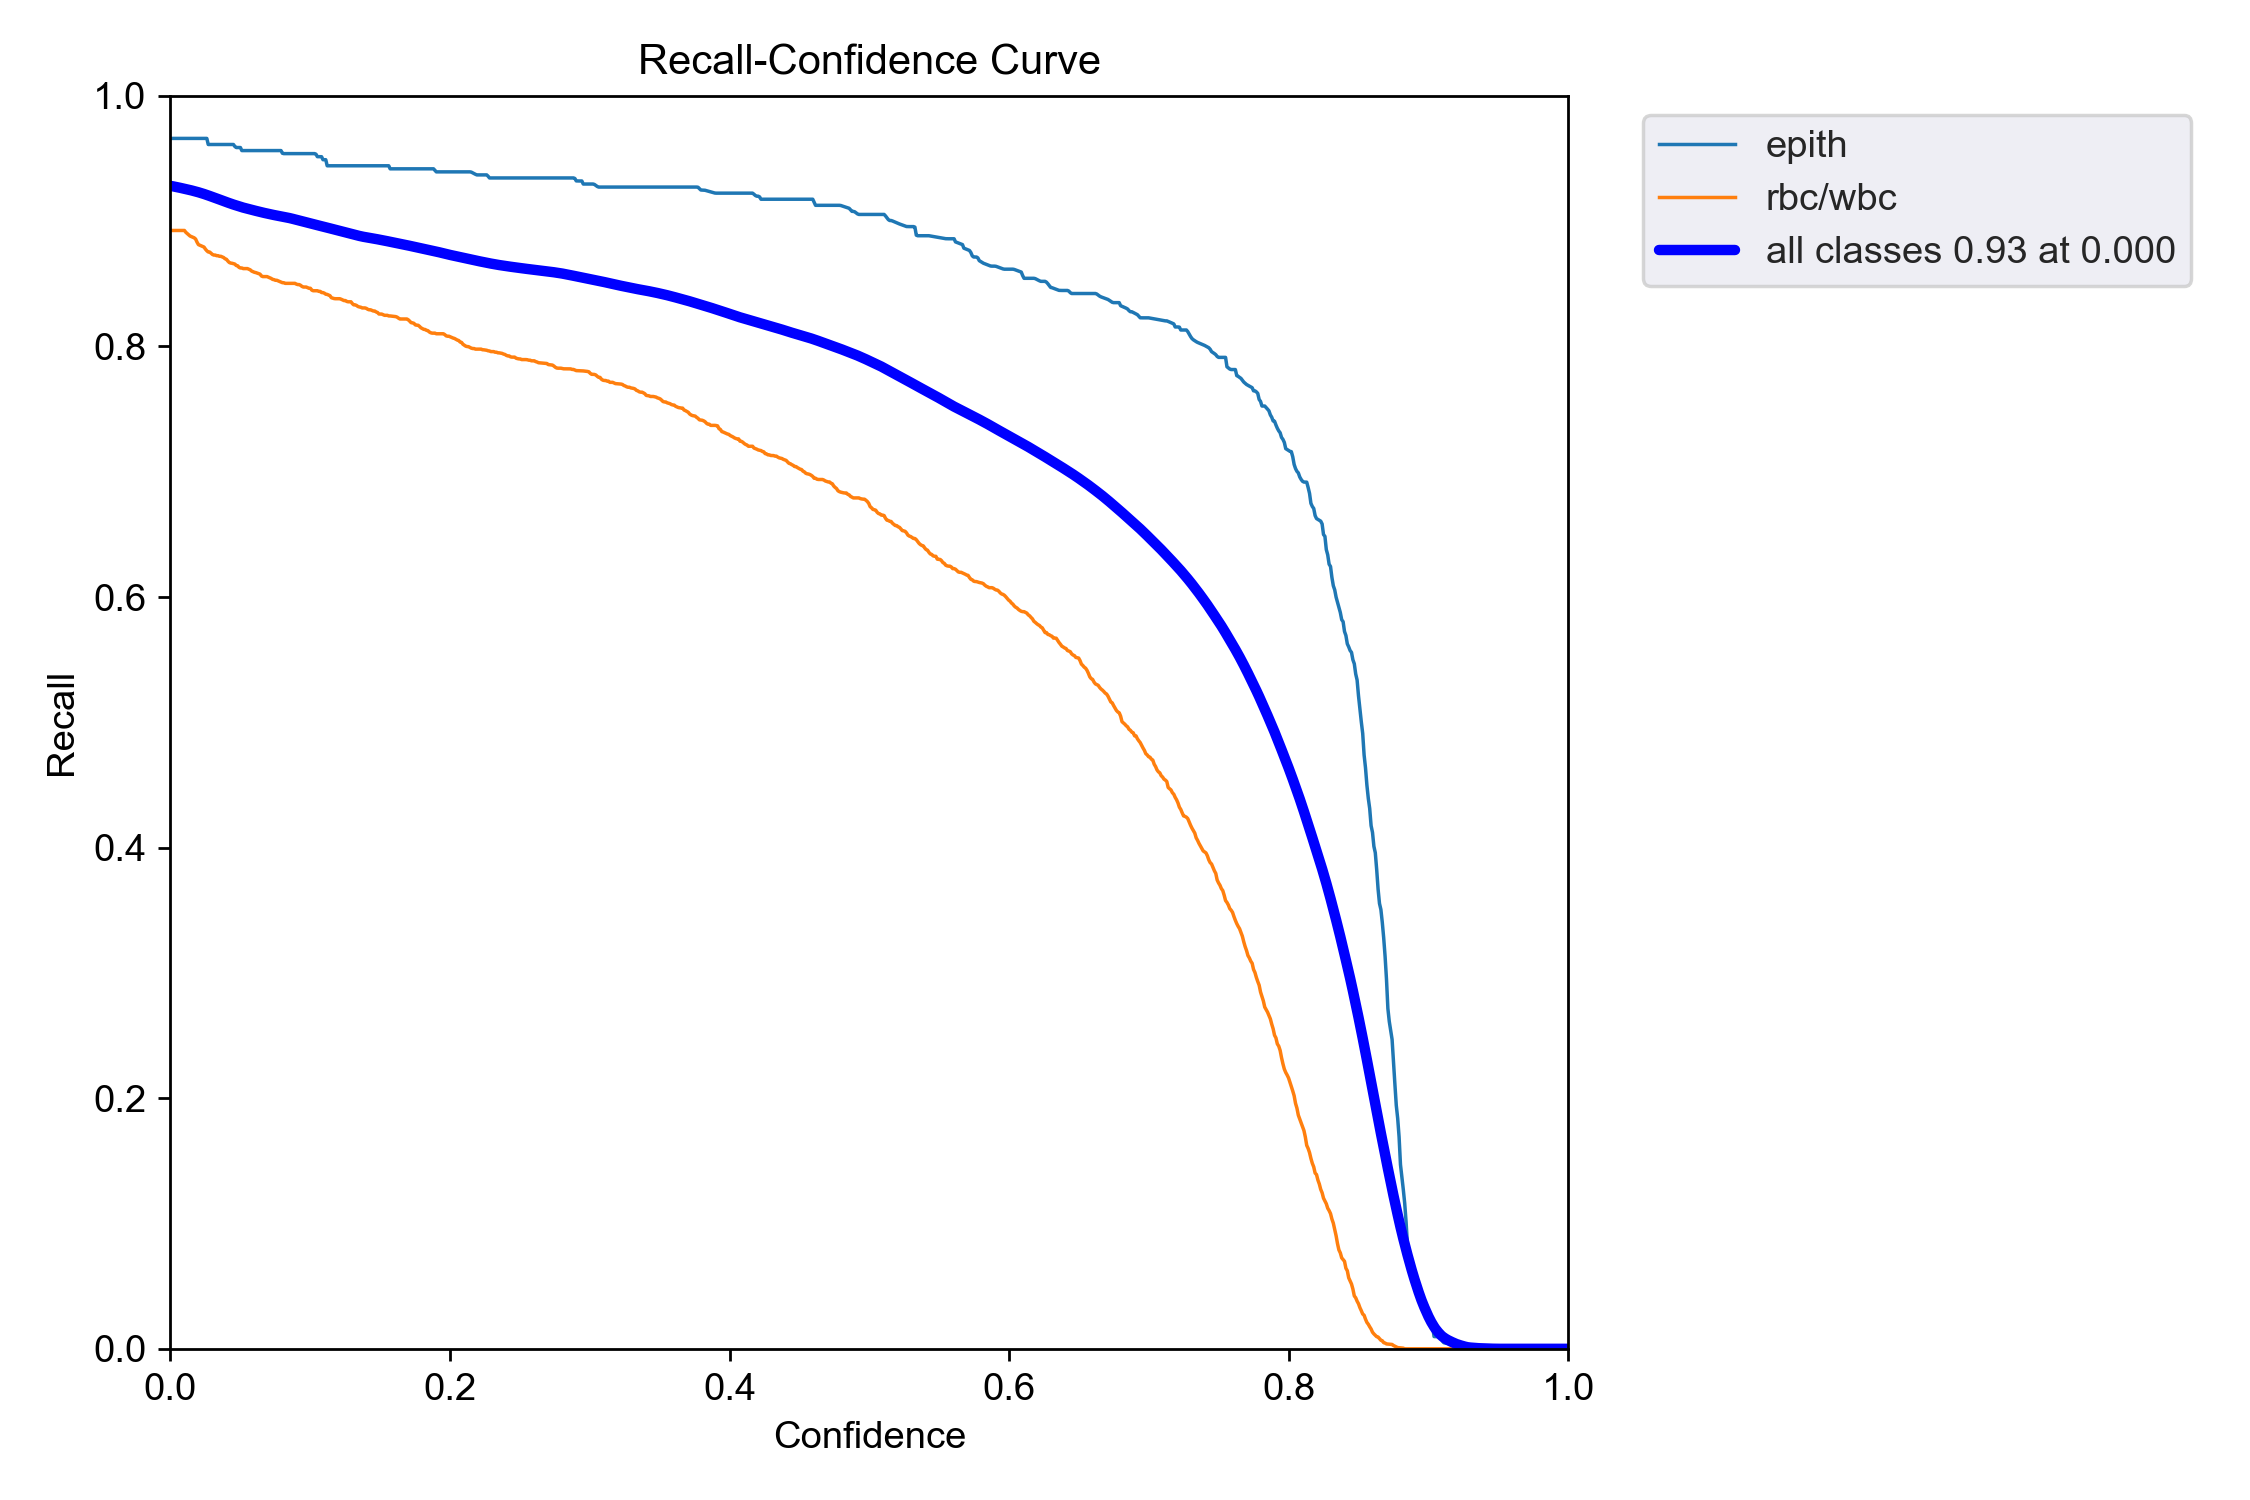 Recall-Confidence Curve
1.0
0.8
0.6
0.4
0.2
0.0
Recall
0.0 0.2 0.4 0.6 0.8 1.0
Confidence
epith
rbc/wbc
all classes 0.93 at 0.000